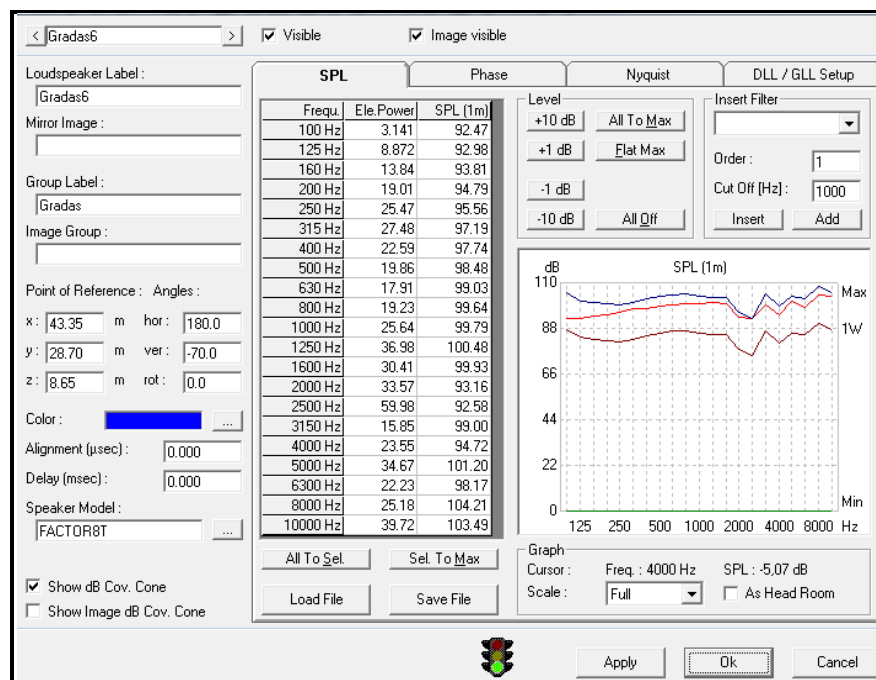 < Gradas6 > Visible Image visible
Loudspeaker Label :
Gradas6
Mirror Image :
Group Label :
Gradas
Image Group :
Point of Reference : Angles :
x : 43.35 m hor : 180.0
y : 28.70 m ver : -70.0
z : 8.65 m rot : 0.0
Color : ...
Alignment (µsec) : 0.000
Delay (msec) : 0.000
Speaker Model :
FACTOR8T ...
Show dB Cov. Cone
Show Image dB Cov. Cone
SPL Phase Nyquist DLL / GLL Setup
Frequ. Ele.Power SPL (1m)
100 Hz 3.141 92.47
125 Hz 8.872 92.98
160 Hz 13.84 93.81
200 Hz 19.01 94.79
250 Hz 25.47 95.56
315 Hz 27.48 97.19
400 Hz 22.59 97.74
500 Hz 19.86 98.48
630 Hz 17.91 99.03
800 Hz 19.23 99.64
1000 Hz 25.64 99.79
1250 Hz 36.98 100.48
1600 Hz 30.41 99.93
2000 Hz 33.57 93.16
2500 Hz 59.98 92.58
3150 Hz 15.85 99.00
4000 Hz 23.55 94.72
5000 Hz 34.67 101.20
6300 Hz 22.23 98.17
8000 Hz 25.18 104.21
10000 Hz 39.72 103.49
All To Sel. Sel. To Max
Load File Save File
Level
+10 dB All To Max
+1 dB Flat Max
-1 dB
-10 dB All Off
Insert Filter
Order : 1
Cut Off [Hz] : 1000
Insert Add
dB SPL (1m)
110 Max
88 1W
66
44
22
0 Min
125 250 500 1000 2000 4000 8000 Hz
Graph
Cursor : Freq. : 4000 Hz SPL : -5,07 dB
Scale : Full As Head Room
Apply Ok Cancel